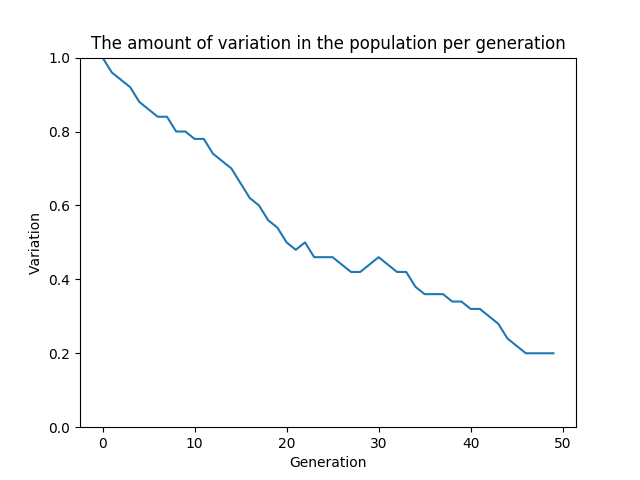 The amount of variation in the population per generation
1.0
0.8
0.6
0.4
0.2
0.0
Variation
0 10 20 30 40 50
Generation